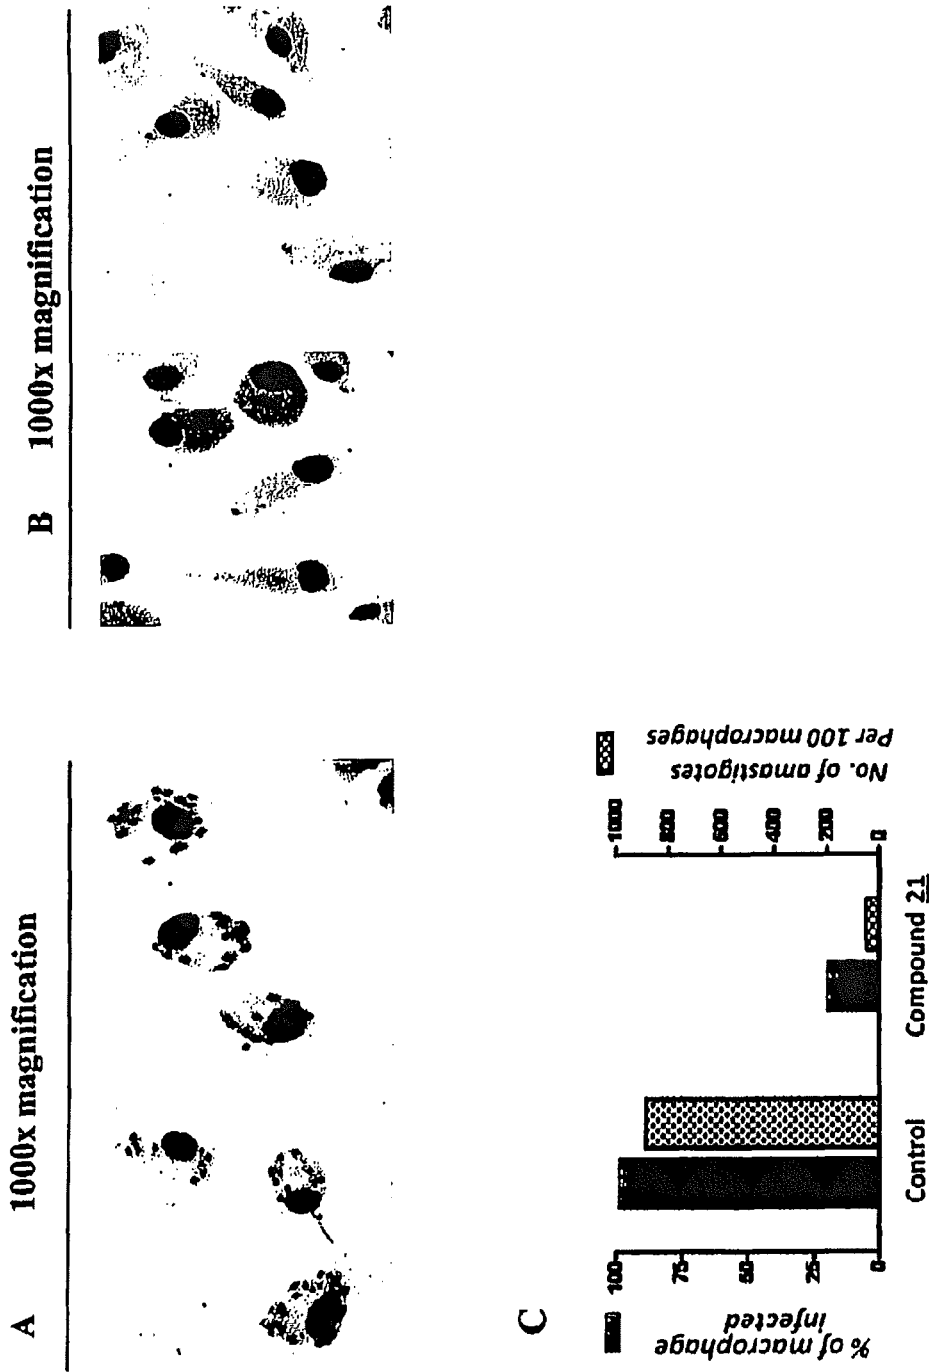 A 1000x magnification
B 1000x magnification
C
% of macrophage
infected
100
75
50
25
0
Control
Compound 21
1000
800
600
400
200
0
No. of amastigotes
Per 100 macrophages